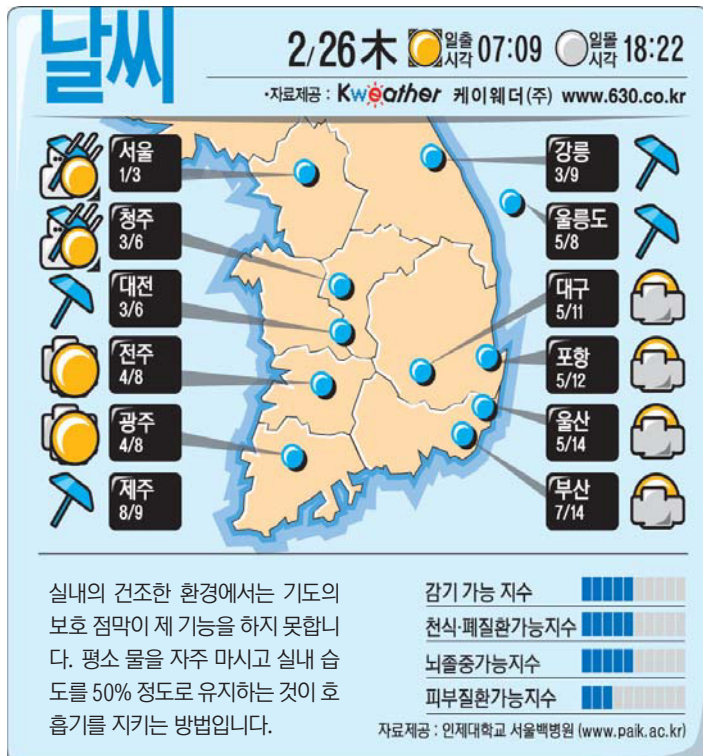 날씨
2/26木 일출시각 07:09 일몰시각 18:22
·자료제공 : Kweather 케이웨더(주) www.630.co.kr
서울
1/3
청주
3/6
대전
3/6
전주
4/8
광주
4/8
제주
8/9
강릉
3/9
울릉도
5/8
대구
5/11
포항
5/12
울산
5/14
부산
7/14
실내의 건조한 환경에서는 기도의
보호 점막이 제 기능을 하지 못합니
다. 평소 물을 자주 마시고 실내 습
도를 50% 정도로 유지하는 것이 호
흡기를 지키는 방법입니다.
감기 가능 지수
천식·폐질환가능지수
뇌졸중가능지수
피부질환가능지수
자료제공 : 인제대학교 서울백병원 (www.paik.ac.kr)